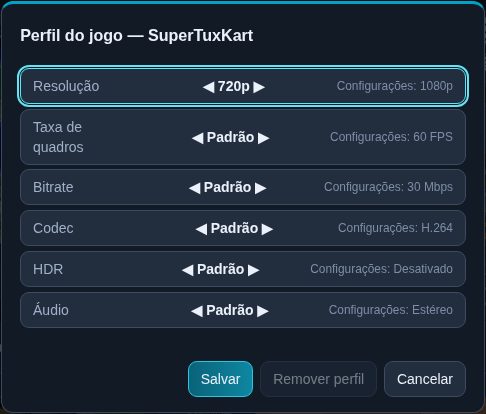 Perfil do jogo — SuperTuxKart
Resolução ◀ 720p ▶ Configurações: 1080p
Taxa de
quadros ◀ Padrão ▶ Configurações: 60 FPS
Bitrate ◀ Padrão ▶ Configurações: 30 Mbps
Codec ◀ Padrão ▶ Configurações: H.264
HDR ◀ Padrão ▶ Configurações: Desativado
Áudio ◀ Padrão ▶ Configurações: Estéreo
Salvar Remover perfil Cancelar